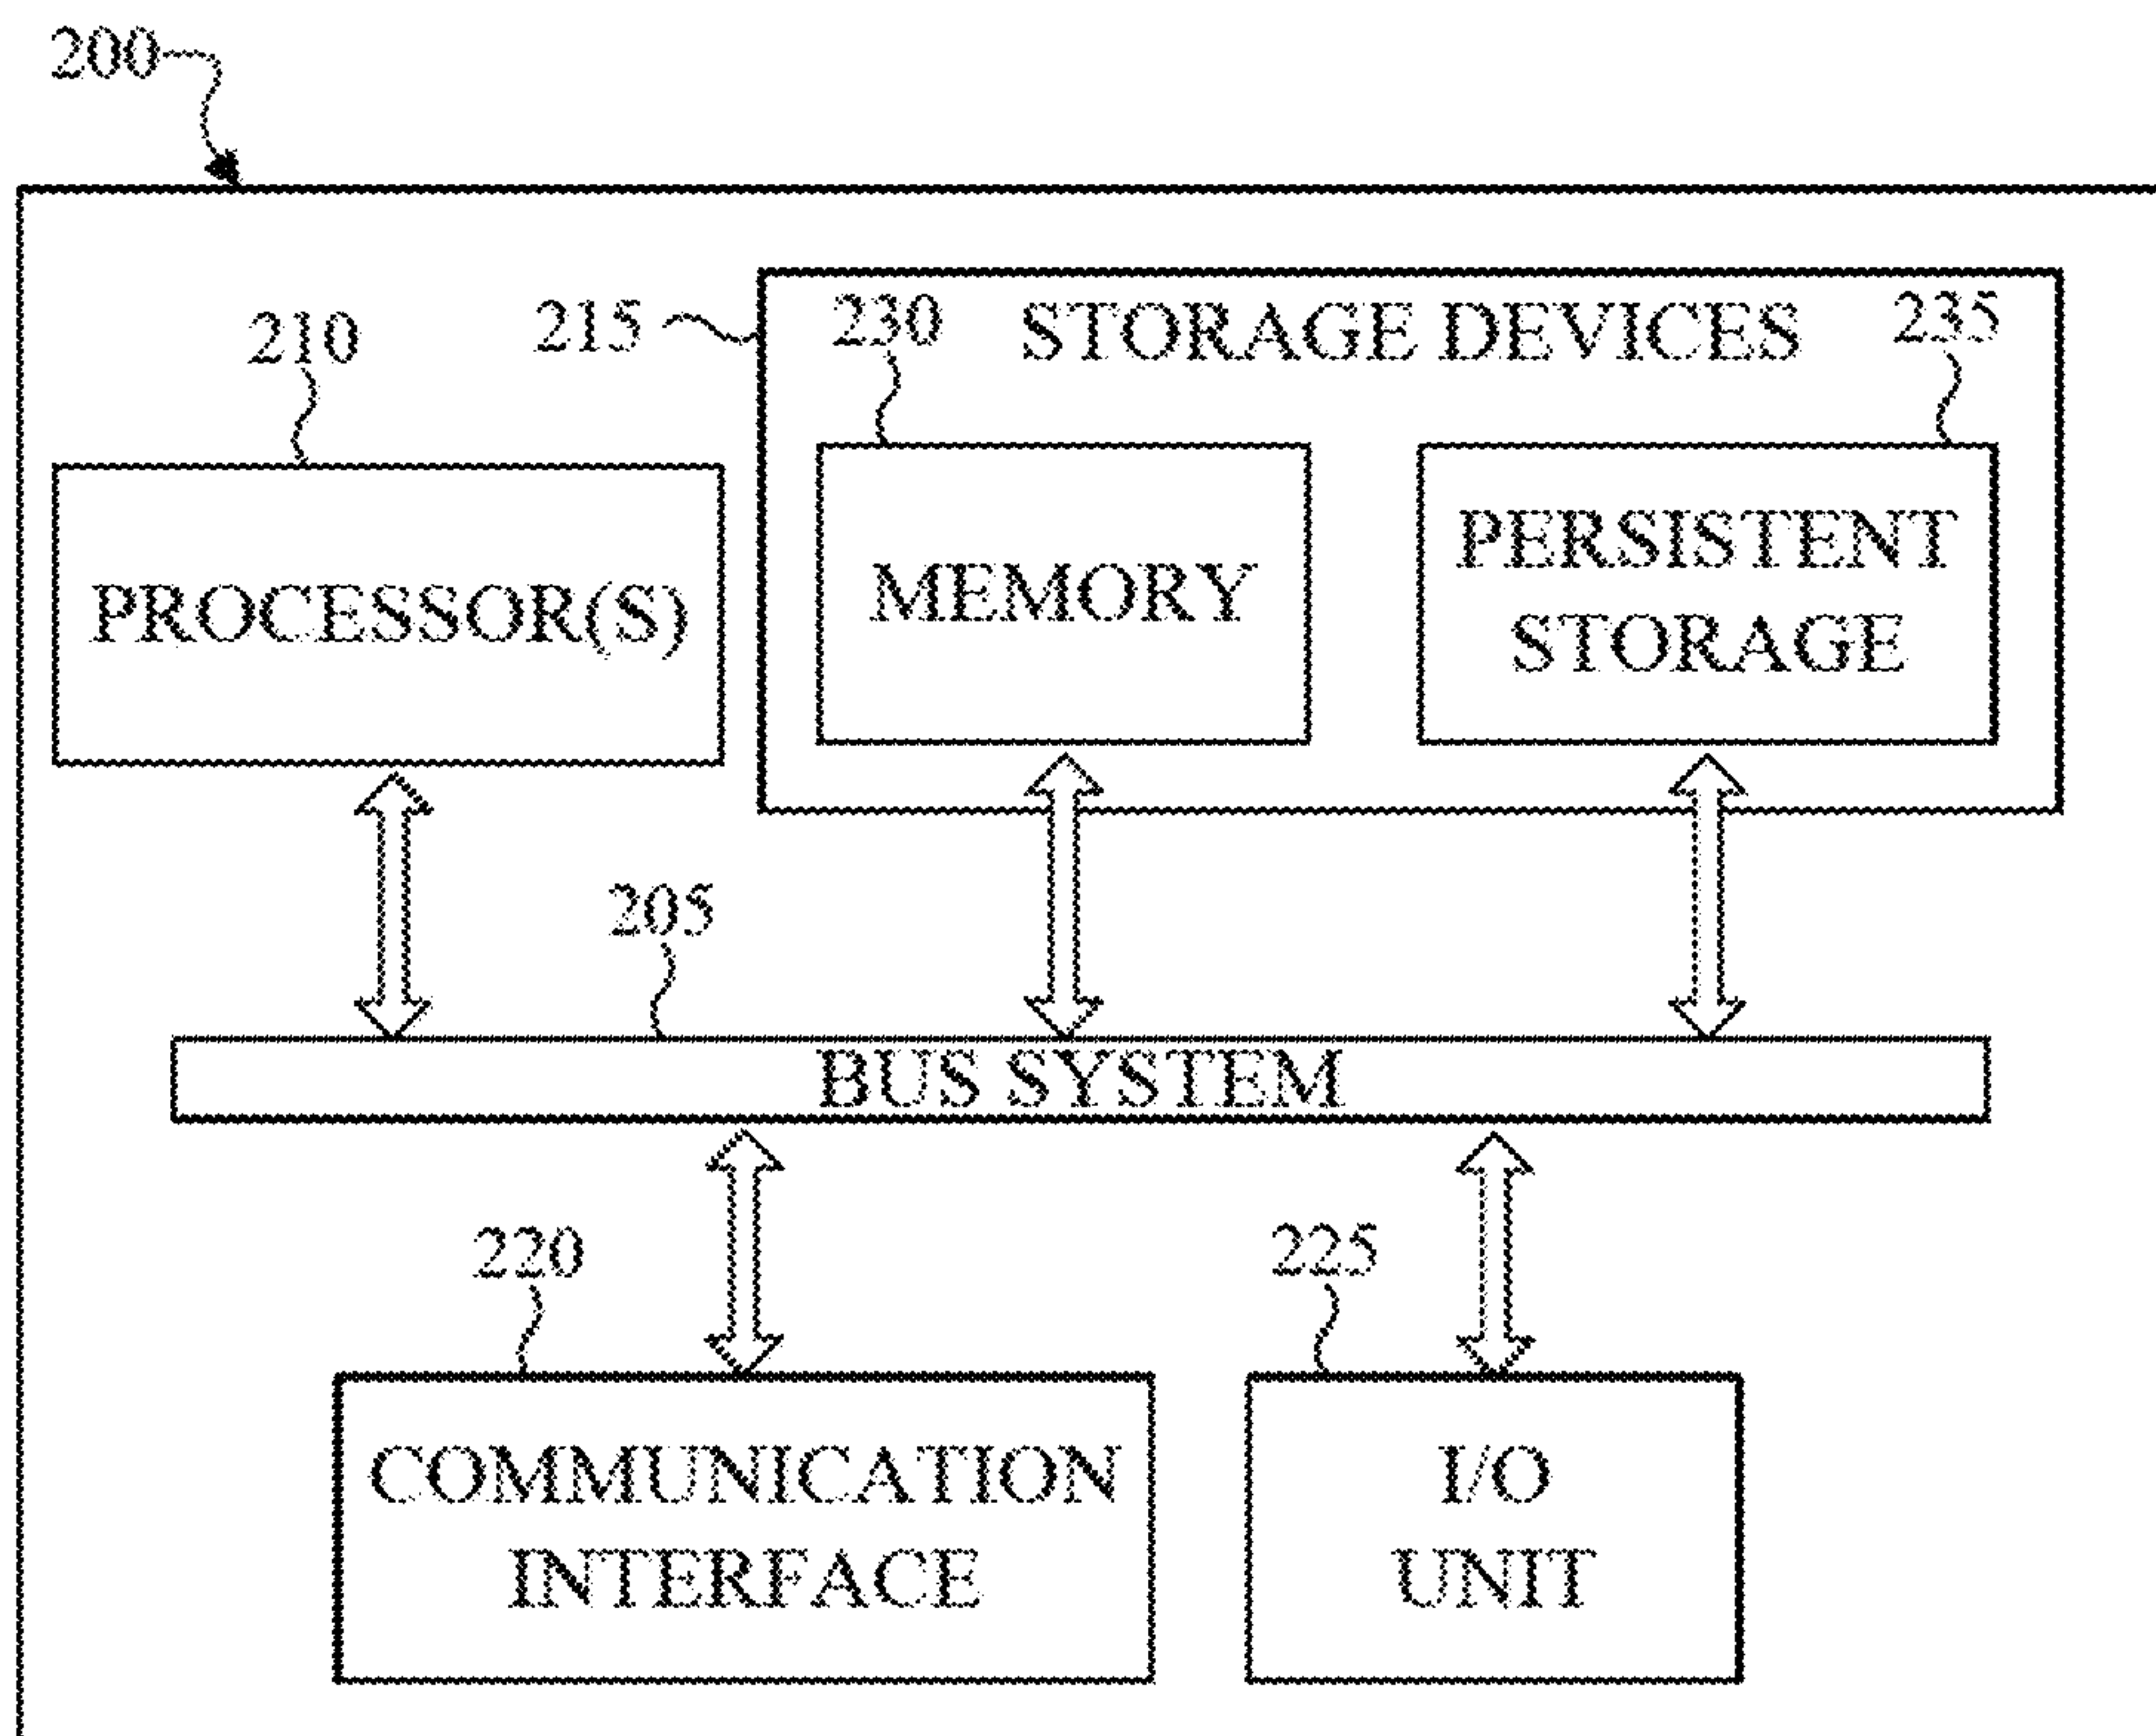 200
210
215
230
STORAGE DEVICES
235
PROCESSOR(S)
MEMORY
PERSISTENT
STORAGE
205
BUS SYSTEM
220
225
COMMUNICATION
INTERFACE
I/O
UNIT